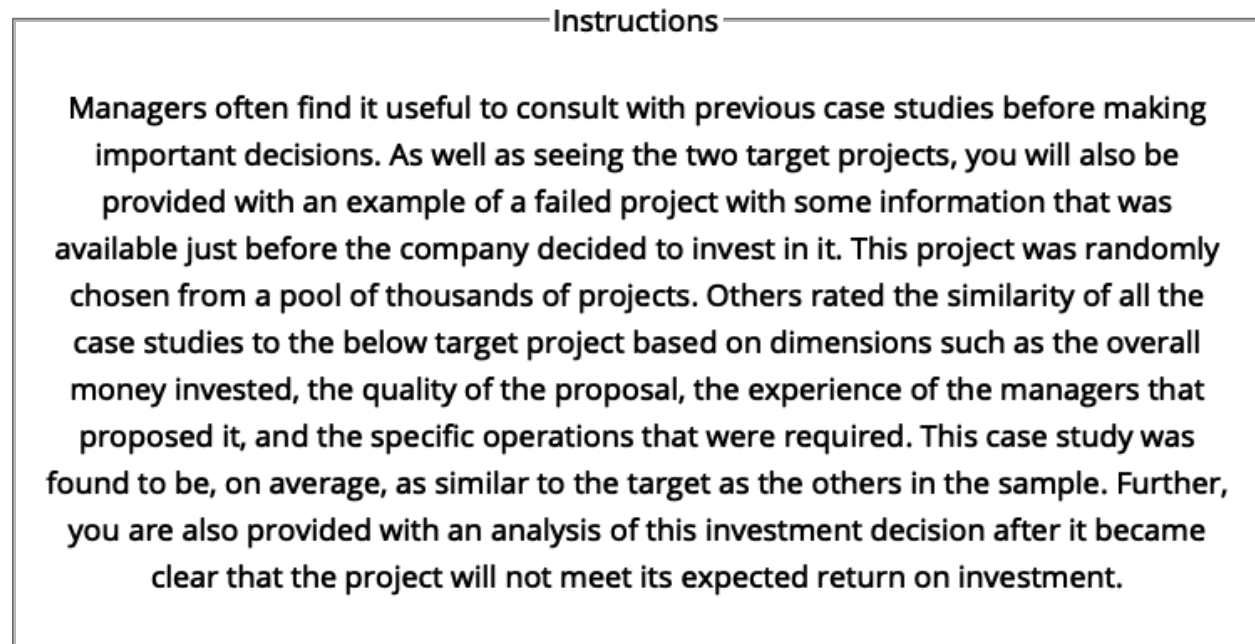 Instructions
Managers often find it useful to consult with previous case studies before making
important decisions. As well as seeing the two target projects, you will also be
provided with an example of a failed project with some information that was
available just before the company decided to invest in it. This project was randomly
chosen from a pool of thousands of projects. Others rated the similarity of all the
case studies to the below target project based on dimensions such as the overall
money invested, the quality of the proposal, the experience of the managers that
proposed it, and the specific operations that were required. This case study was
found to be, on average, as similar to the target as the others in the sample. Further,
you are also provided with an analysis of this investment decision after it became
clear that the project will not meet its expected return on investment.